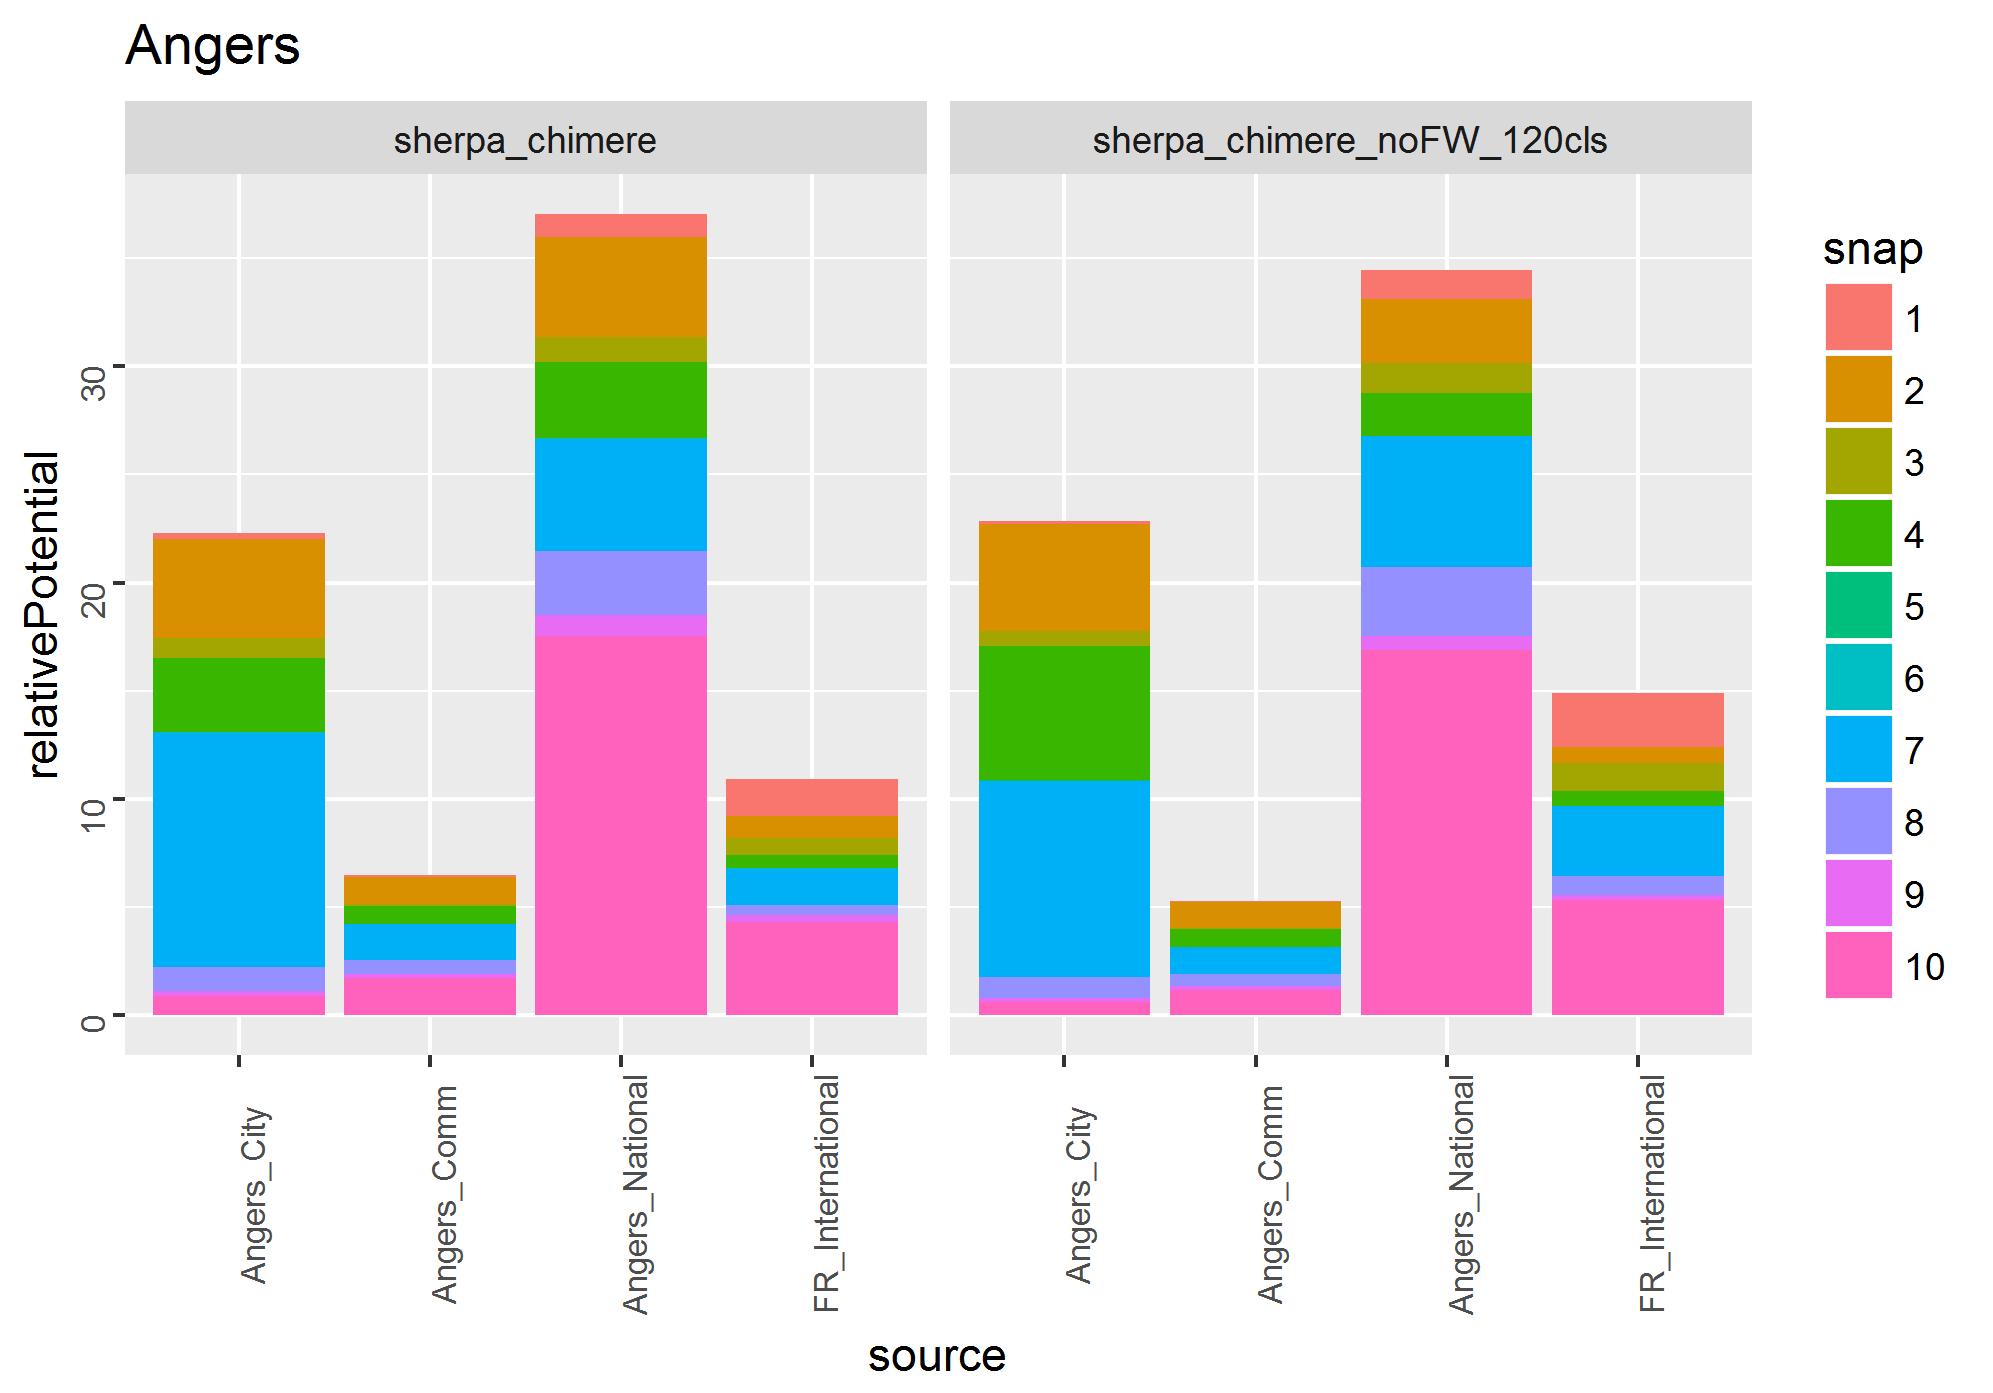 Angers
sherpa_chimere
sherpa_chimere_noFW_120cls
relativePotential
30
20
10
0
Angers_City
Angers_Comm
Angers_National
FR_International
Angers_City
Angers_Comm
Angers_National
FR_International
source
snap
1
2
3
4
5
6
7
8
9
10